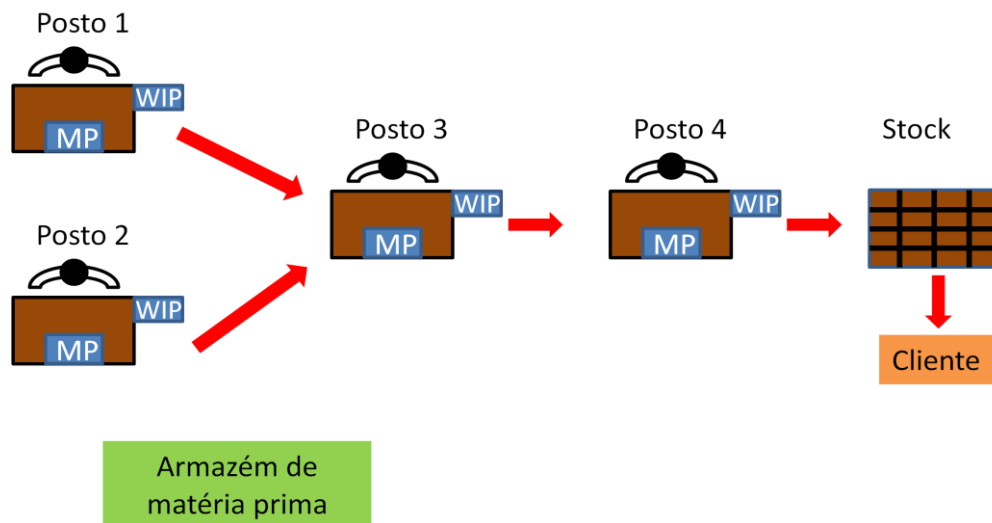 Posto 1
WIP
MP
Posto 2
WIP
MP
Posto 3
WIP
MP
Posto 4
WIP
MP
Stock
Cliente
Armazém de
matéria prima